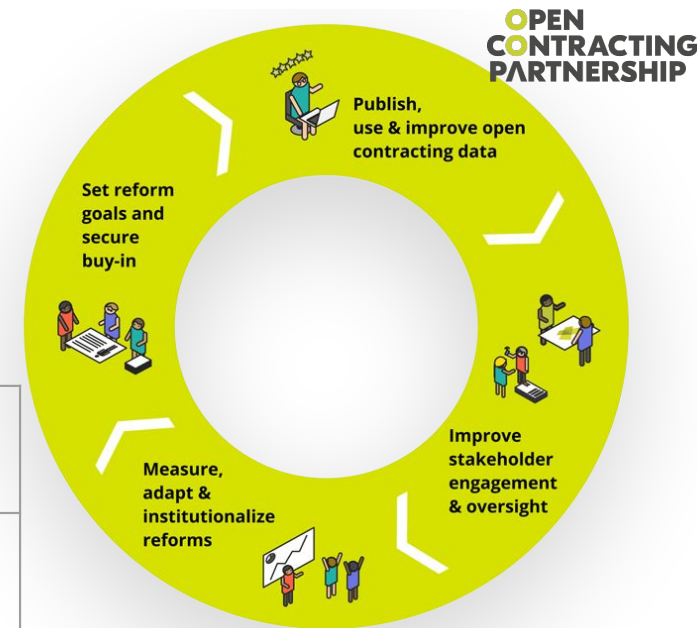 OPEN
CONTRACTING
PARTNERSHIP
Publish,
use & improve open
contracting data
Set reform
goals and
secure
buy-in
Improve
stakeholder
engagement
& oversight
Measure,
adapt &
institutionalize
reforms